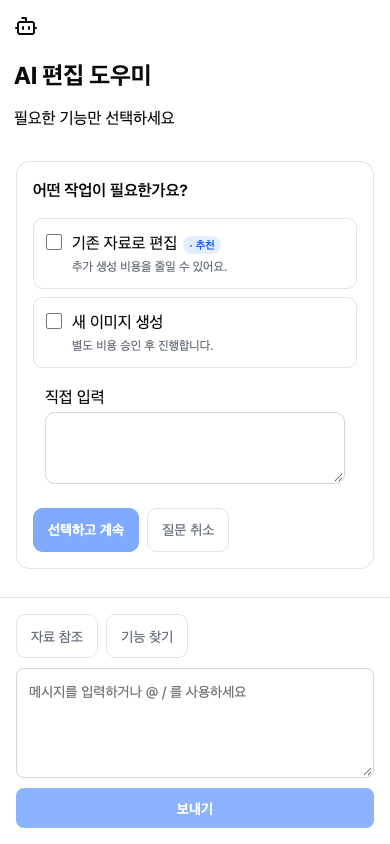 AI 편집 도우미
필요한 기능만 선택하세요
어떤 작업이 필요한가요?
기존 자료로 편집 · 추천
추가 생성 비용을 줄일 수 있어요.
새 이미지 생성
별도 비용 승인 후 진행합니다.
직접 입력
선택하고 계속 질문 취소
자료 참조 기능 찾기
메시지를 입력하거나 @ / 를 사용하세요
보내기